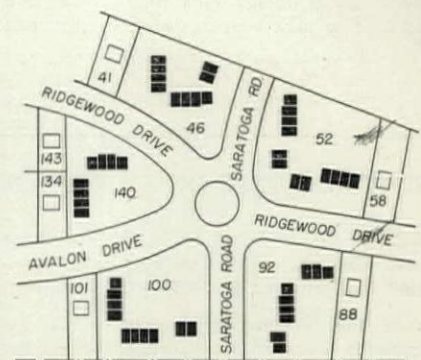 41
RIDGEWOOD DRIVE
46
SARATOGA RD.
52
143
134
140
58
RIDGEWOOD DRIVE
AVALON DRIVE
101
100
SARATOGA ROAD
92
88